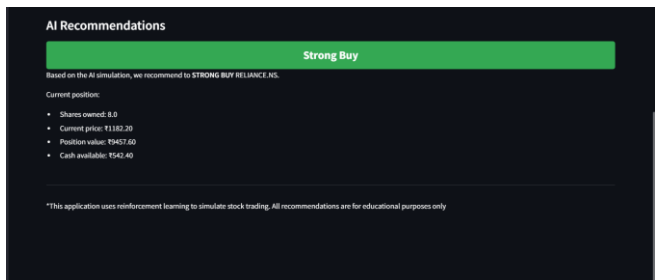 AI Recommendations
Strong Buy
Based on the AI simulation, we recommend to STRONG BUY RELIANCE.NS.
Current position:
• Shares owned: 8.0
• Current price: ₹1182.20
• Position value: ₹9457.60
• Cash available: ₹542.40
*This application uses reinforcement learning to simulate stock trading. All recommendations are for educational purposes only